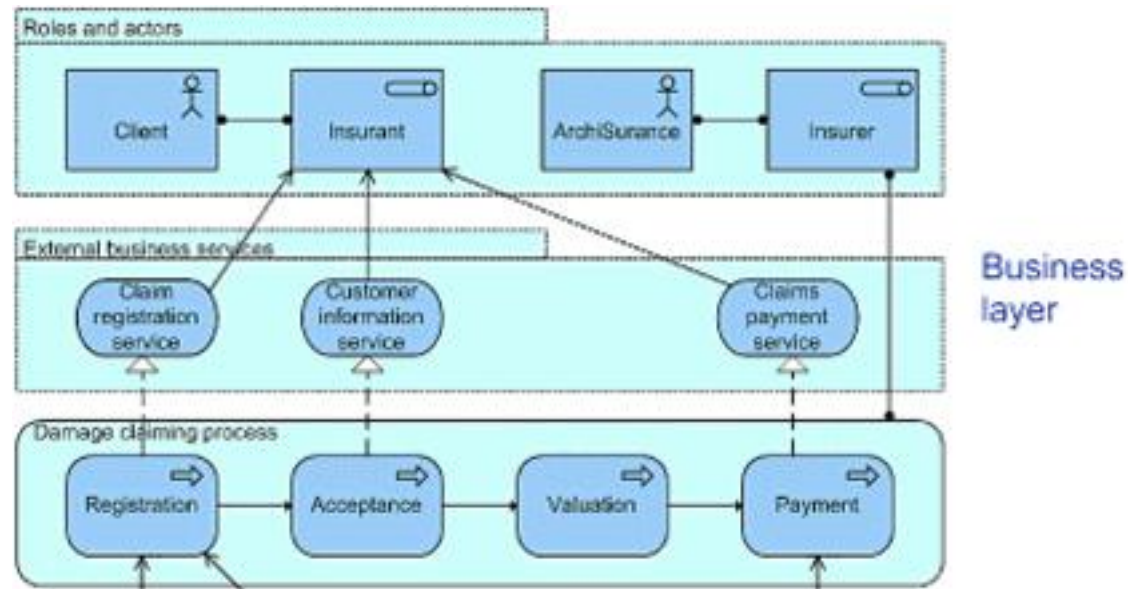 Roles and actors
Client
Insurant
ArchiSurance
Insurer
External business services
Claim
registration
service
Customer
information
service
Claims
payment
service
Business
layer
Damage claiming process
Registration
Acceptance
Valuation
Payment